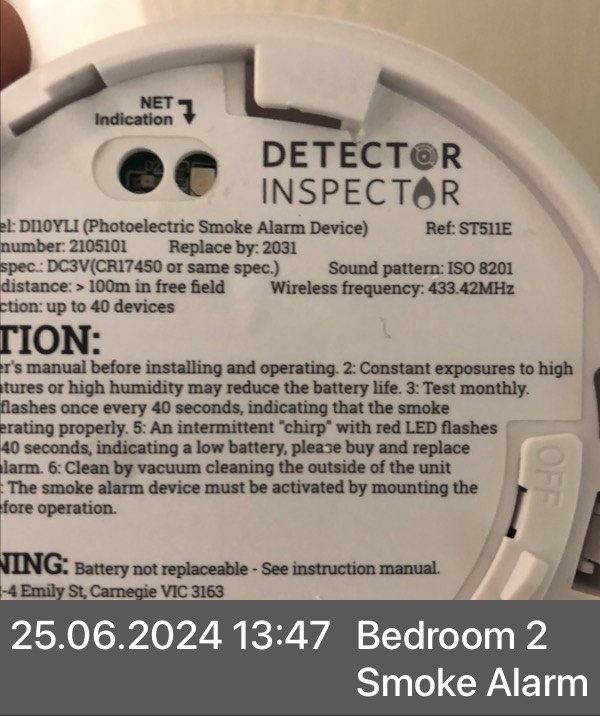 NET
Indication
DETECTOR
INSPECTOR
el: DI10YLI (Photoelectric Smoke Alarm Device) Ref: ST511E
number: 2105101 Replace by: 2031
spec.: DC3V(CR17450 or same spec.) Sound pattern: ISO 8201
distance: > 100m in free field Wireless frequency: 433.42MHz
ction: up to 40 devices
TION:
er's manual before installing and operating. 2: Constant exposures to high
atures or high humidity may reduce the battery life. 3: Test monthly.
flashes once every 40 seconds, indicating that the smoke
erating properly. 5: An intermittent "chirp" with red LED flashes
40 seconds, indicating a low battery, please buy and replace
alarm. 6: Clean by vacuum cleaning the outside of the unit
: The smoke alarm device must be activated by mounting the
efore operation.
OFF
NING: Battery not replaceable - See instruction manual.
-4 Emily St, Carnegie VIC 3163
25.06.2024 13:47 Bedroom 2
Smoke Alarm